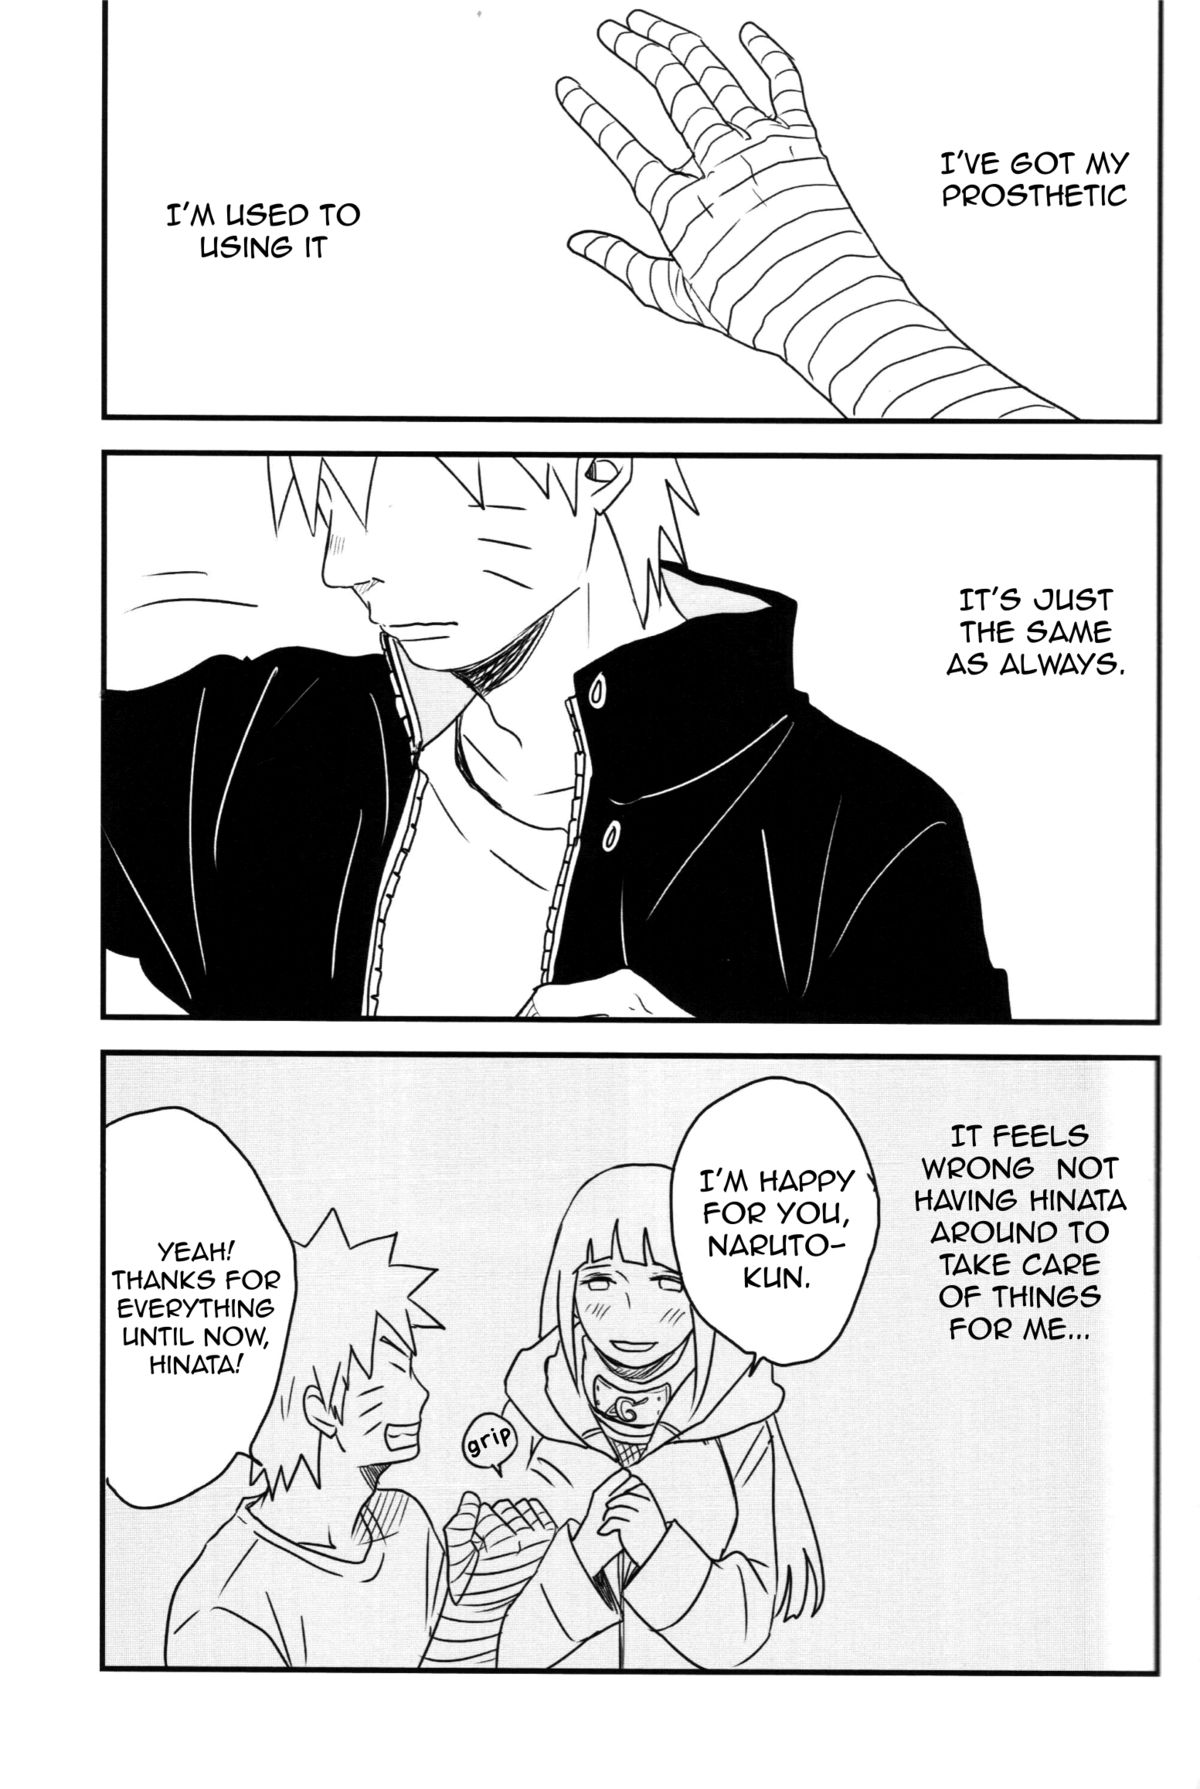 I'VE GOT MY
PROSTHETIC
I'M USED TO
USING IT
IT'S JUST
THE SAME
AS ALWAYS.
IT FEELS
WRONG NOT
HAVING HINATA
AROUND TO
TAKE CARE
OF THINGS
FOR ME...
I'M HAPPY
FOR YOU,
NARUTO-
KUN.
YEAH!
THANKS FOR
EVERYTHING
UNTIL NOW,
HINATA!
grip